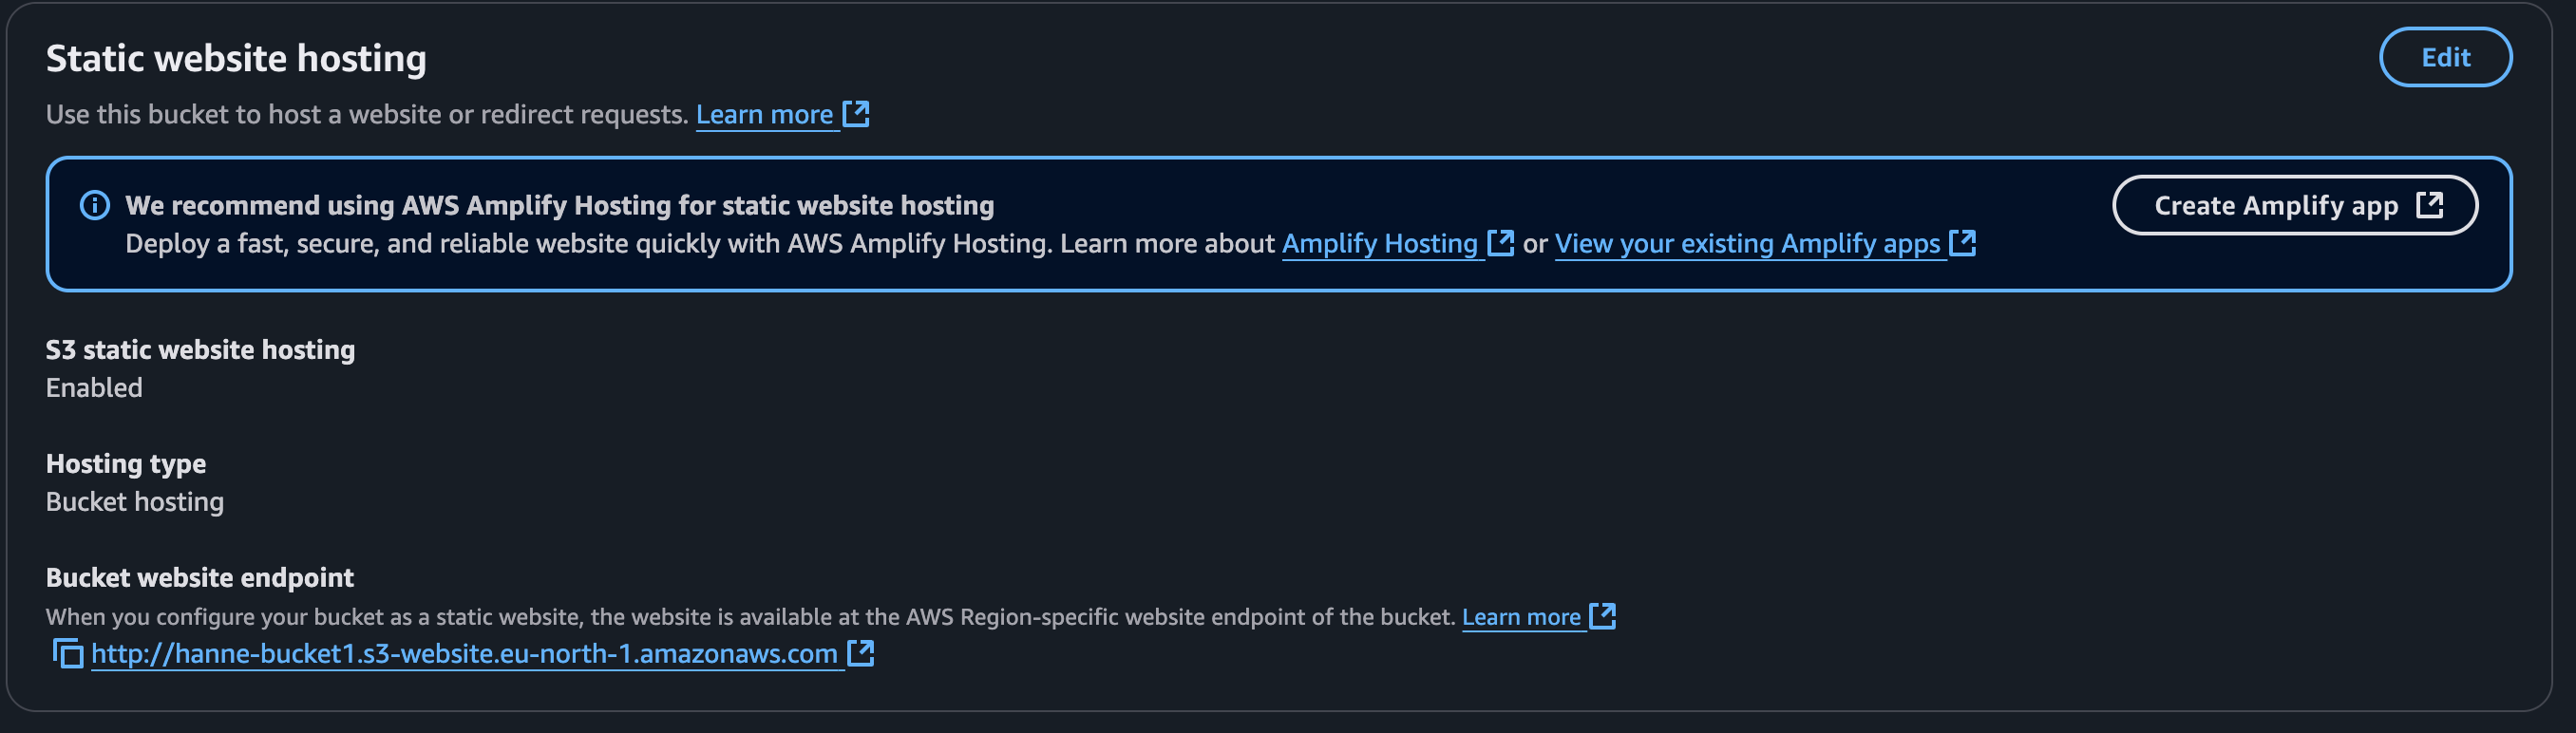 Static website hosting
Edit
Use this bucket to host a website or redirect requests. Learn more
We recommend using AWS Amplify Hosting for static website hosting
Create Amplify app
Deploy a fast, secure, and reliable website quickly with AWS Amplify Hosting. Learn more about Amplify Hosting or View your existing Amplify apps
S3 static website hosting
Enabled
Hosting type
Bucket hosting
Bucket website endpoint
When you configure your bucket as a static website, the website is available at the AWS Region-specific website endpoint of the bucket. Learn more
http://hanne-bucket1.s3-website.eu-north-1.amazonaws.com